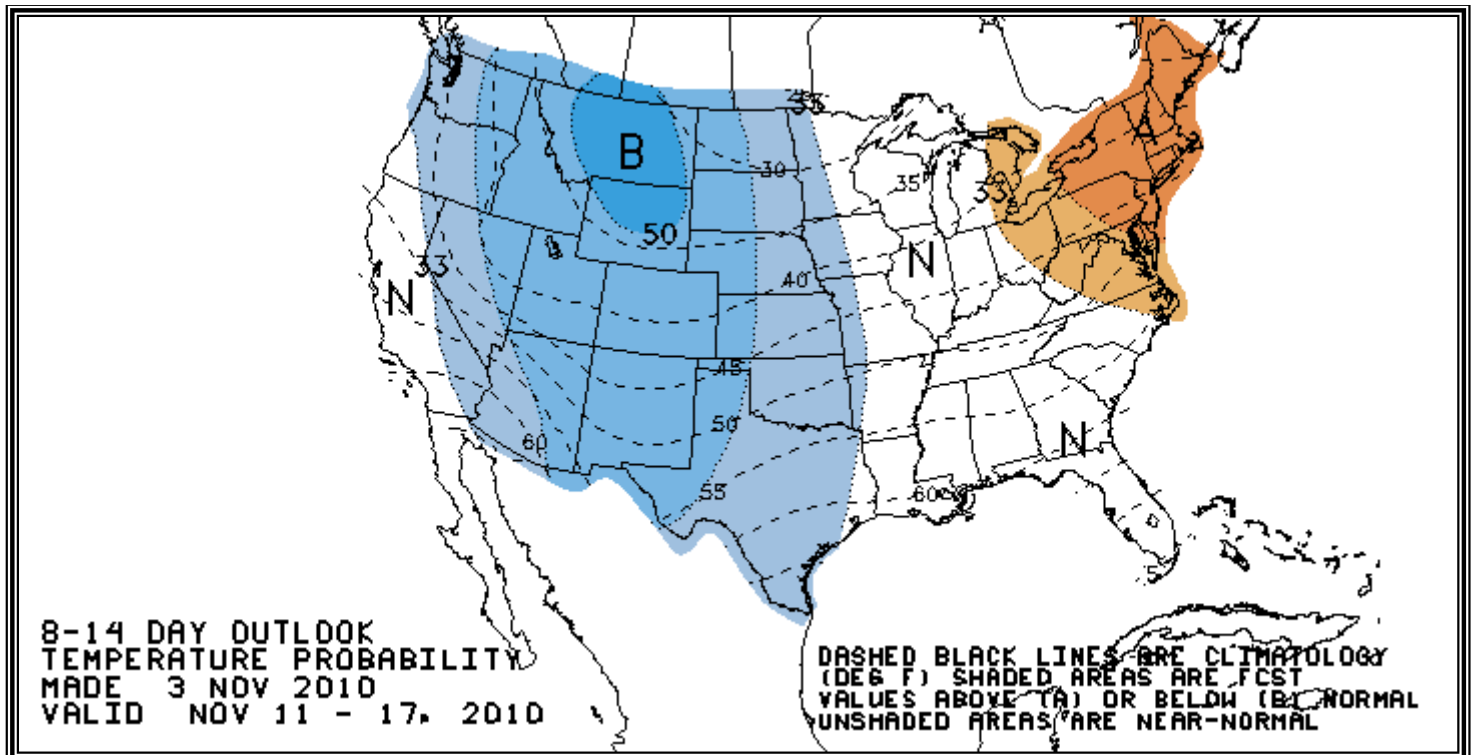 33
B
A
30
35
33
50
N
33
N
40
45
50
N
60
55
60
8-14 DAY OUTLOOK
TEMPERATURE PROBABILITY
MADE 3 NOV 2010
VALID NOV 11 - 17, 2010
DASHED BLACK LINES ARE CLIMATOLOGY
(DEG F) SHADED AREAS ARE FCST
VALUES ABOVE (A) OR BELOW (B) NORMAL
UNSHADED AREAS ARE NEAR-NORMAL